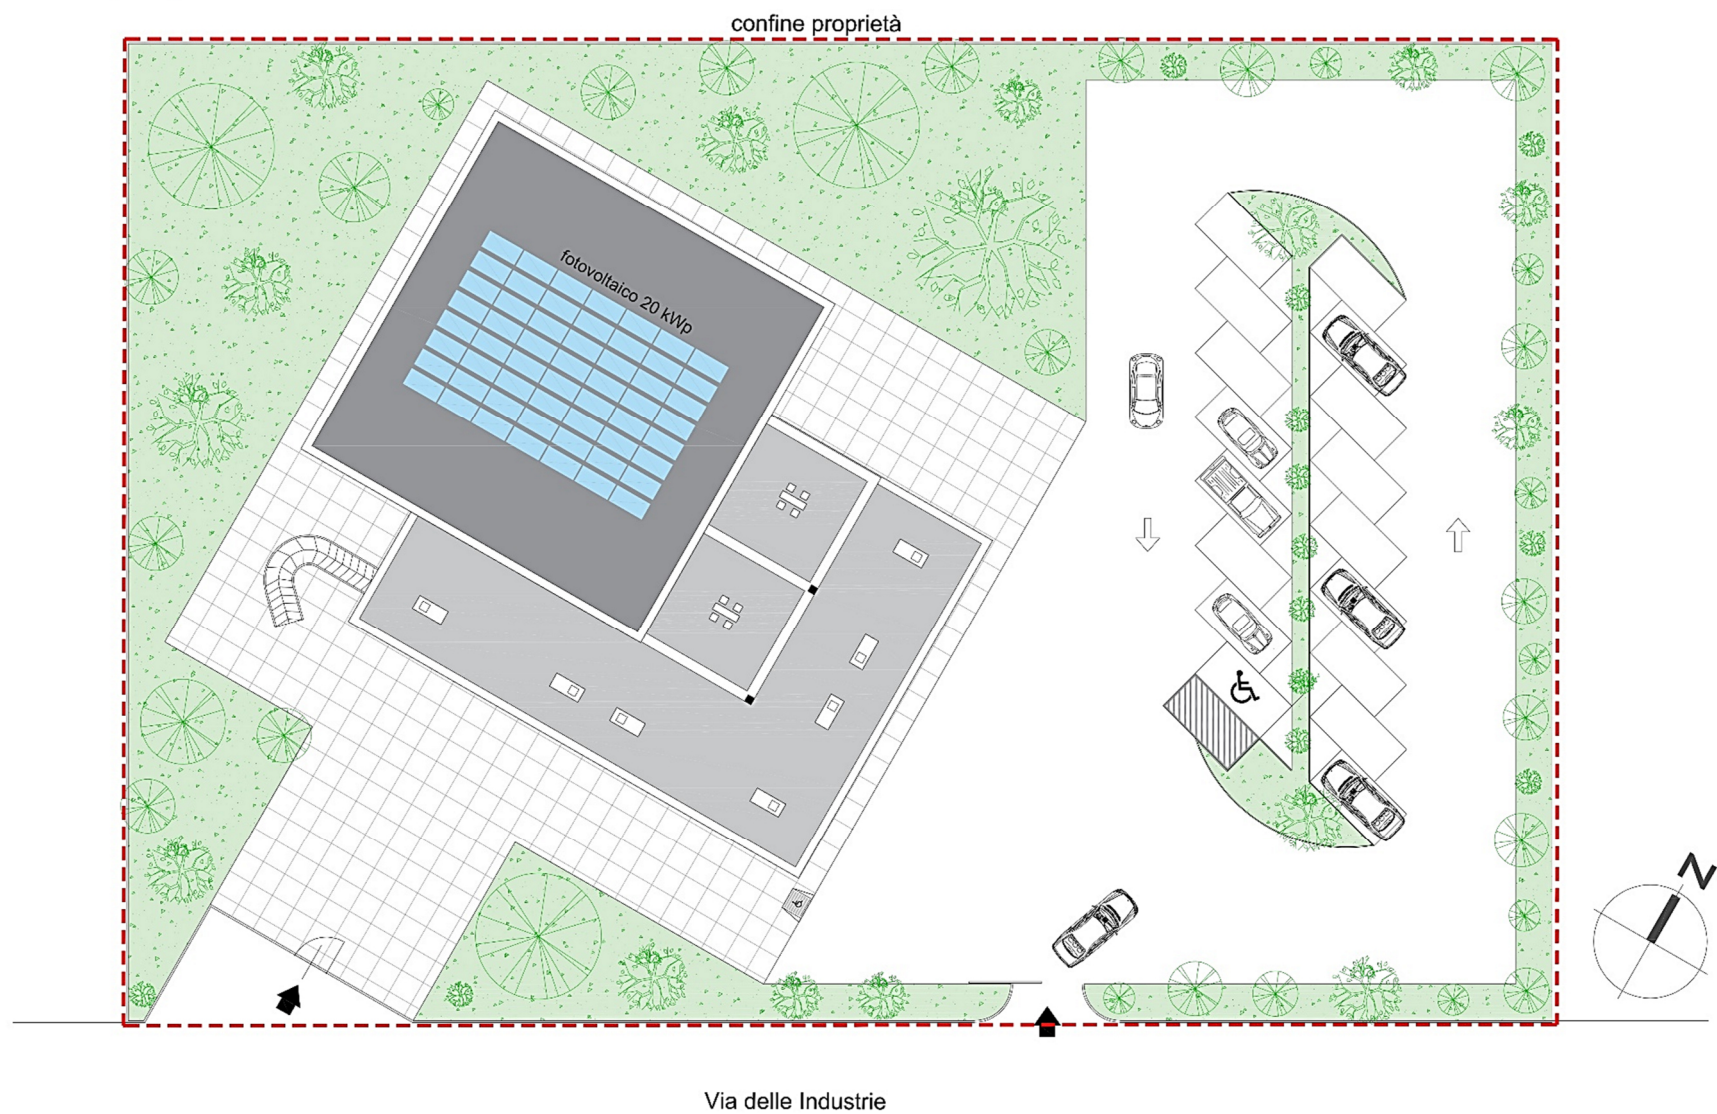 confine proprietà
fotovoltaico 20 kWp
N
Via delle Industrie